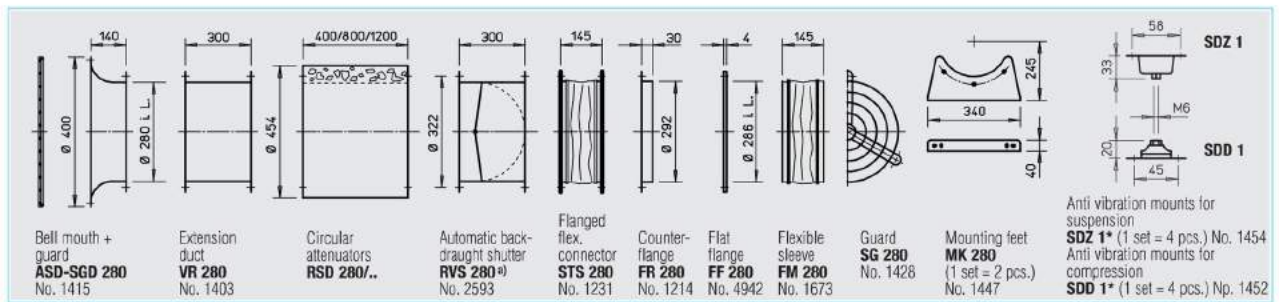 140
300
400/800/1200
300
145
30
4
145
58
SDZ 1
33
245
M6
340
20
SDD 1
45
40
Ø 400
Ø 280 i. L.
Ø 454
Ø 322
Ø 292
Ø 286 i. L.
Bell mouth +
guard
ASD-SGD 280
No. 1415
Extension
duct
VR 280
No. 1403
Circular
attenuators
RSD 280/..
Automatic back-
draught shutter
RVS 280 a)
No. 2593
Flanged
flex.
connector
STS 280
No. 1231
Counter-
flange
FR 280
No. 1214
Flat
flange
FF 280
No. 4942
Flexible
sleeve
FM 280
No. 1673
Guard
SG 280
No. 1428
Mounting feet
MK 280
(1 set = 2 pcs.)
No. 1447
Anti vibration mounts for
suspension
SDZ 1* (1 set = 4 pcs.) No. 1454
Anti vibration mounts for
compression
SDD 1* (1 set = 4 pcs.) Np. 1452